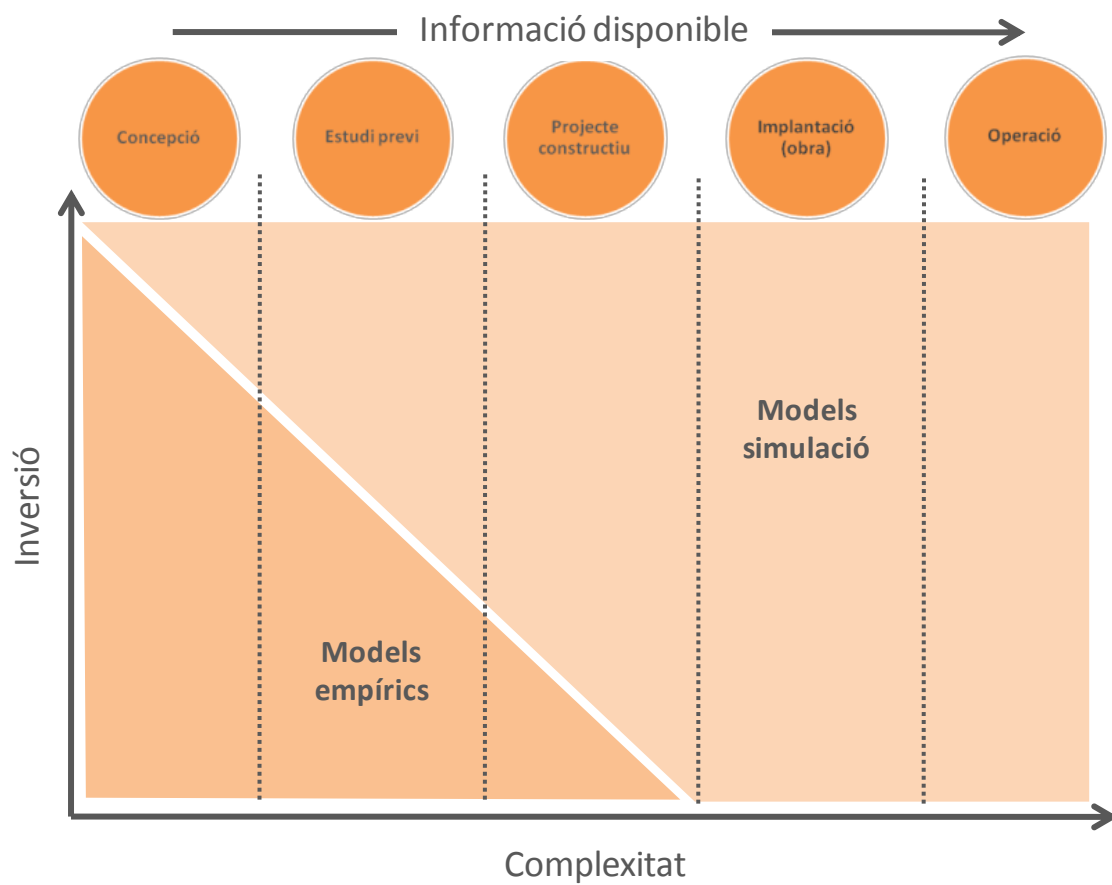 Informació disponible
Concepció
Estudi previ
Projecte
constructiu
Implantació
(obra)
Operació
Inversió
Models
simulació
Models
empírics
Complexitat